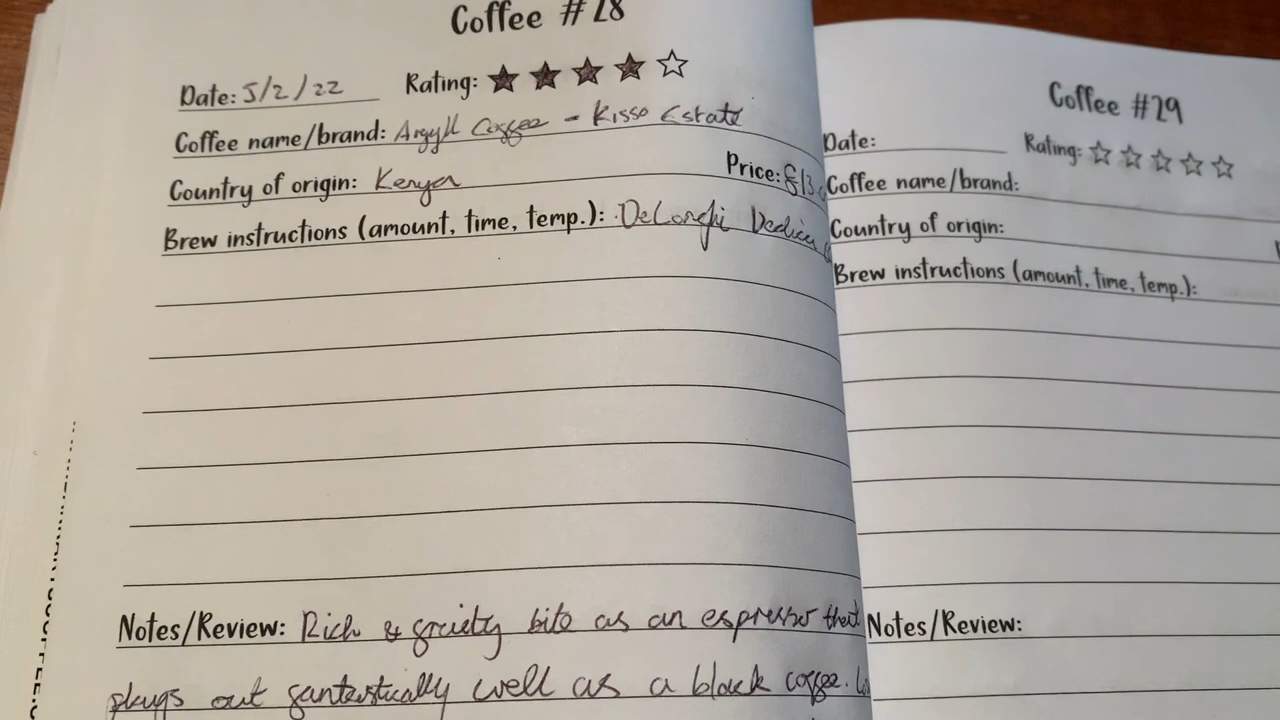 Coffee #28
Date: 5/2/22 Rating:
Coffee name/brand: Argyll Coffee - Kisso Estate
Country of origin: Kenya Price: £13
Brew instructions (amount, time, temp.): DeLonghi Dedica
Notes/Review: Rich & fruity bite as an espresso that
plays out fantastically well as a black coffee.
Coffee #29
Date: Rating:
Coffee name/brand:
Country of origin:
Brew instructions (amount, time, temp.):
Notes/Review: